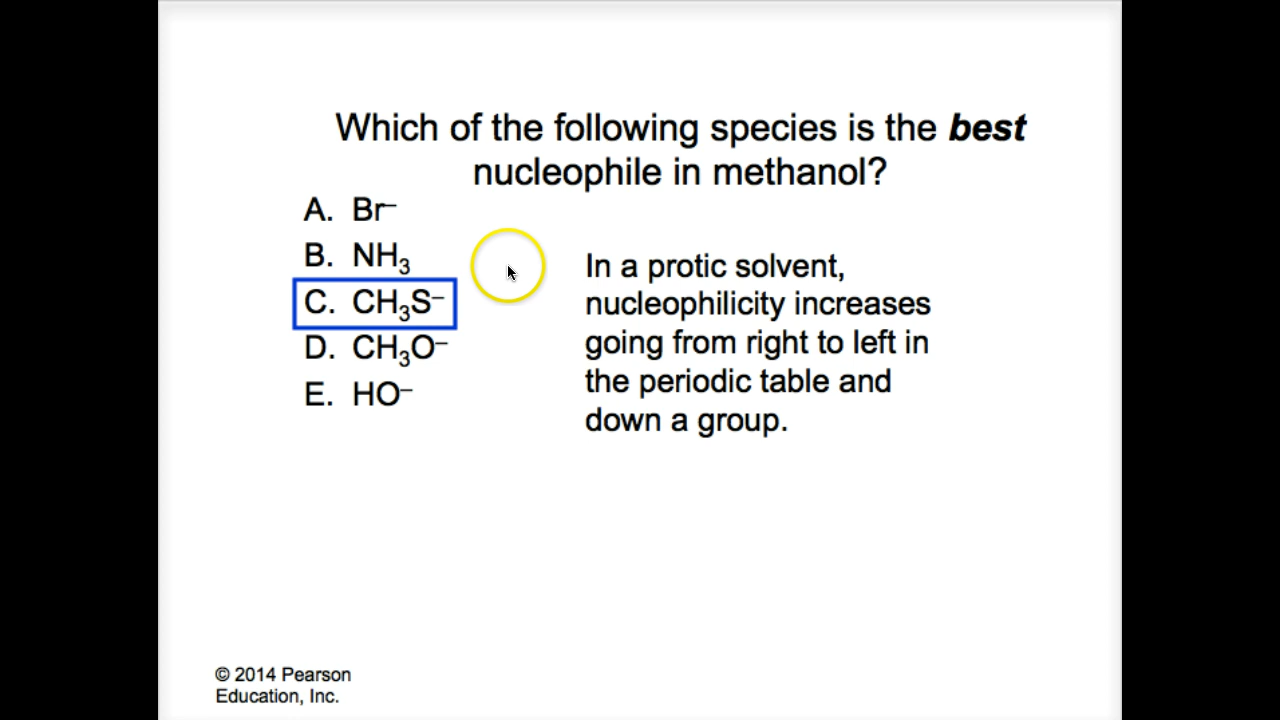 Which of the following species is the best
nucleophile in methanol?
A. Br–
B. NH₃
C. CH₃S–
D. CH₃O–
E. HO–
In a protic solvent,
nucleophilicity increases
going from right to left in
the periodic table and
down a group.
© 2014 Pearson
Education, Inc.